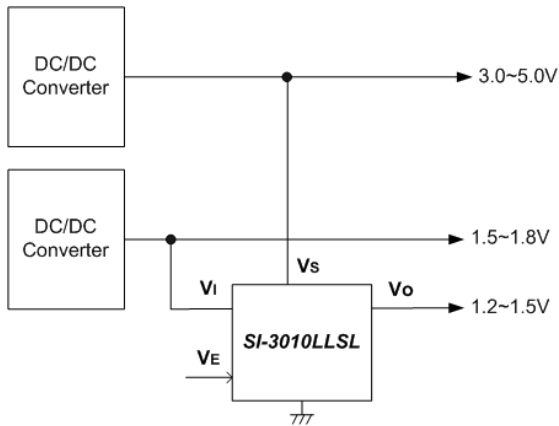 DC/DC
Converter
3.0~5.0V
DC/DC
Converter
1.5~1.8V
VS
VI
VO
1.2~1.5V
SI-3010LLSL
VE